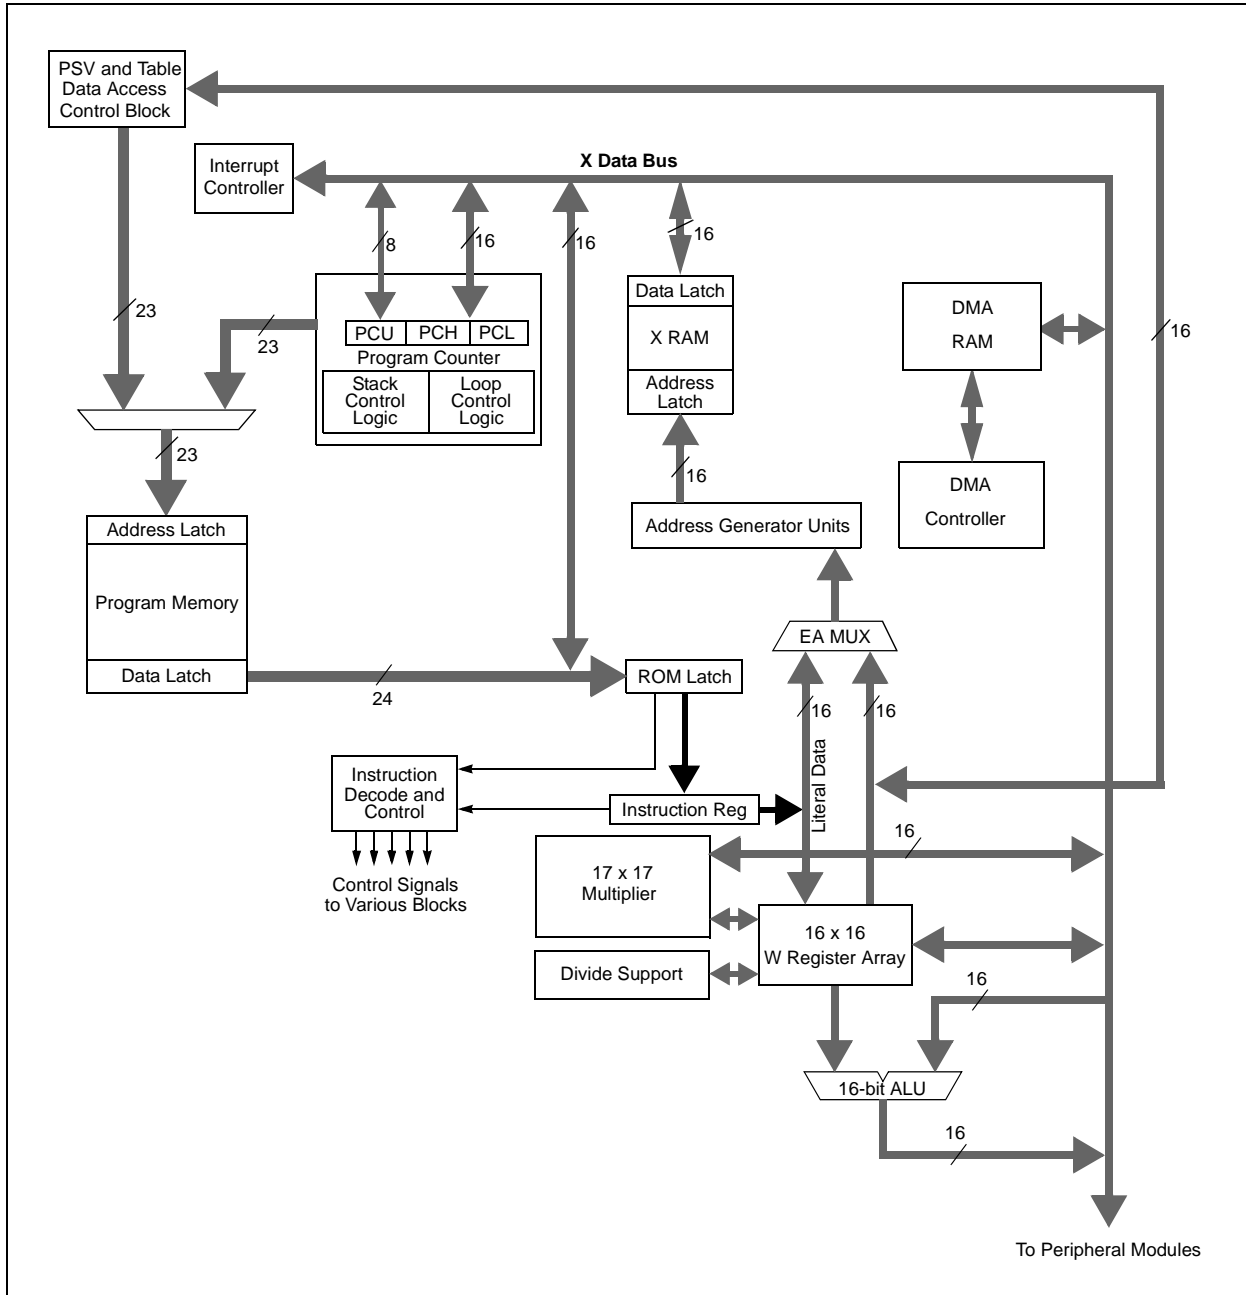 PSV and Table
Data Access
Control Block
Interrupt
Controller
X Data Bus
8
16
16
16
16
23
23
PCU
PCH
PCL
Program Counter
Stack
Control
Logic
Loop
Control
Logic
Data Latch
X RAM
Address
Latch
DMA
RAM
23
16
DMA
Controller
Address Generator Units
Address Latch
Program Memory
Data Latch
24
EA MUX
ROM Latch
16
16
Literal Data
Instruction
Decode and
Control
Instruction Reg
Control Signals
to Various Blocks
17 x 17
Multiplier
16
16 x 16
W Register Array
Divide Support
16
16-bit ALU
16
To Peripheral Modules